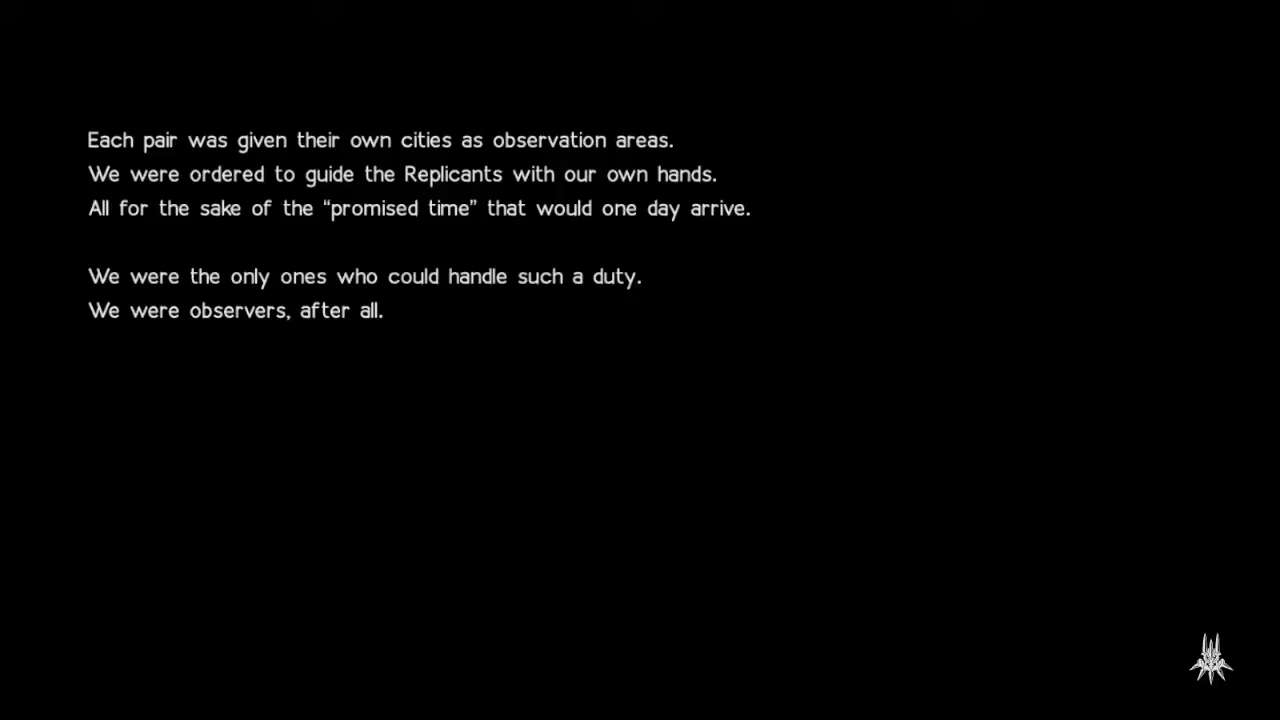 Each pair was given their own cities as observation areas.
We were ordered to guide the Replicants with our own hands.
All for the sake of the “promised time” that would one day arrive.
We were the only ones who could handle such a duty.
We were observers, after all.